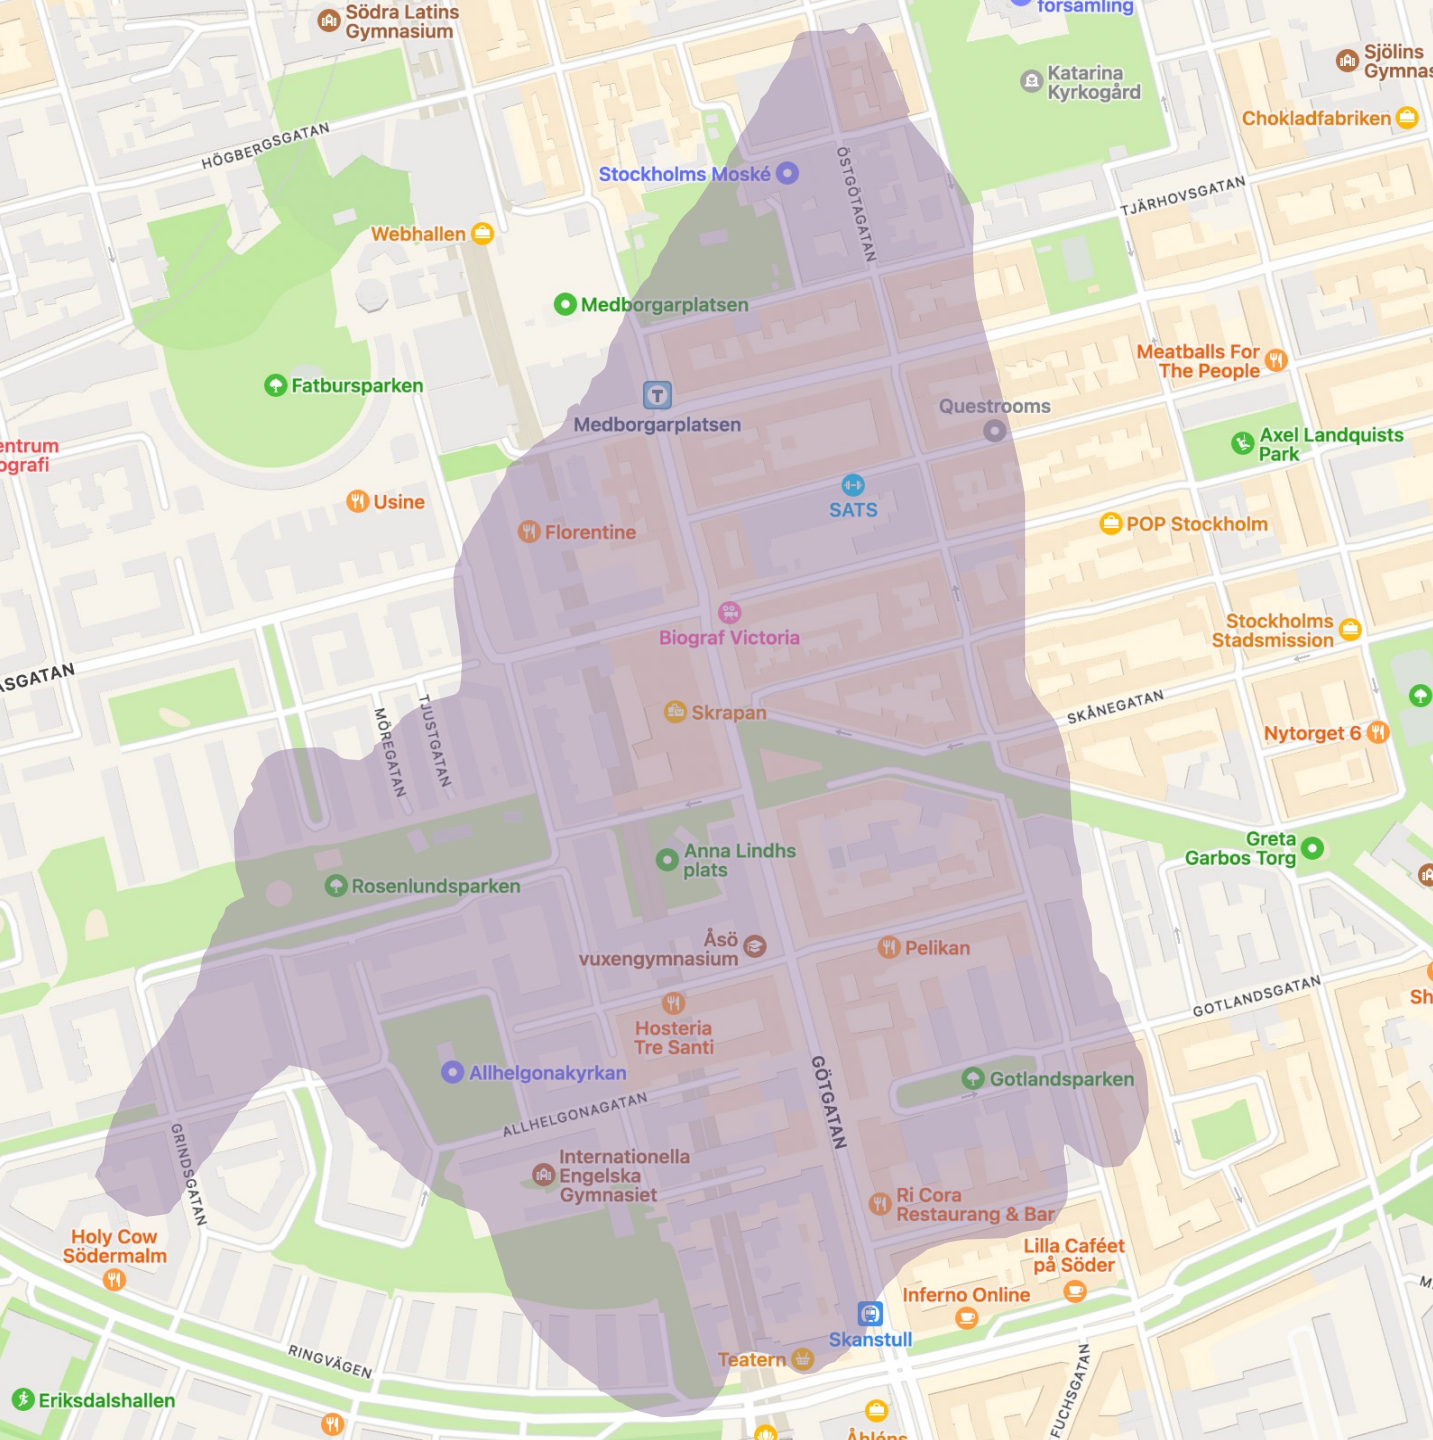 Södra Latins
Gymnasium
församling
Katarina
Kyrkogård
Sjölins
Gymnas
Chokladfabriken
HÖGBERGSGATAN
Stockholms Moské
ÖSTGÖTAGATAN
TJÄRHOVSGATAN
Webhallen
Medborgarplatsen
Fatbursparken
Meatballs For
The People
T
Medborgarplatsen
Questrooms
Axel Landquists
Park
entrum
ografi
Usine
SATS
POP Stockholm
Florentine
Biograf Victoria
Stockholms
Stadsmission
ASGATAN
MÖREGATAN
TJUSTGATAN
Skrapan
SKÅNEGATAN
Nytorget 6
Greta
Garbos Torg
Anna Lindhs
plats
Rosenlundsparken
Åsö
vuxengymnasium
Pelikan
GOTLANDSGATAN
Sh
Hosteria
Tre Santi
Allhelgonakyrkan
GÖTGATAN
Gotlandsparken
ALLHELGONAGATAN
GRINDSGATAN
Internationella
Engelska
Gymnasiet
Ri Cora
Restaurang & Bar
Holy Cow
Södermalm
Lilla Caféet
på Söder
Inferno Online
Skanstull
RINGVÄGEN
Teatern
FUCHSGATAN
Eriksdalshallen
Åhléns
M